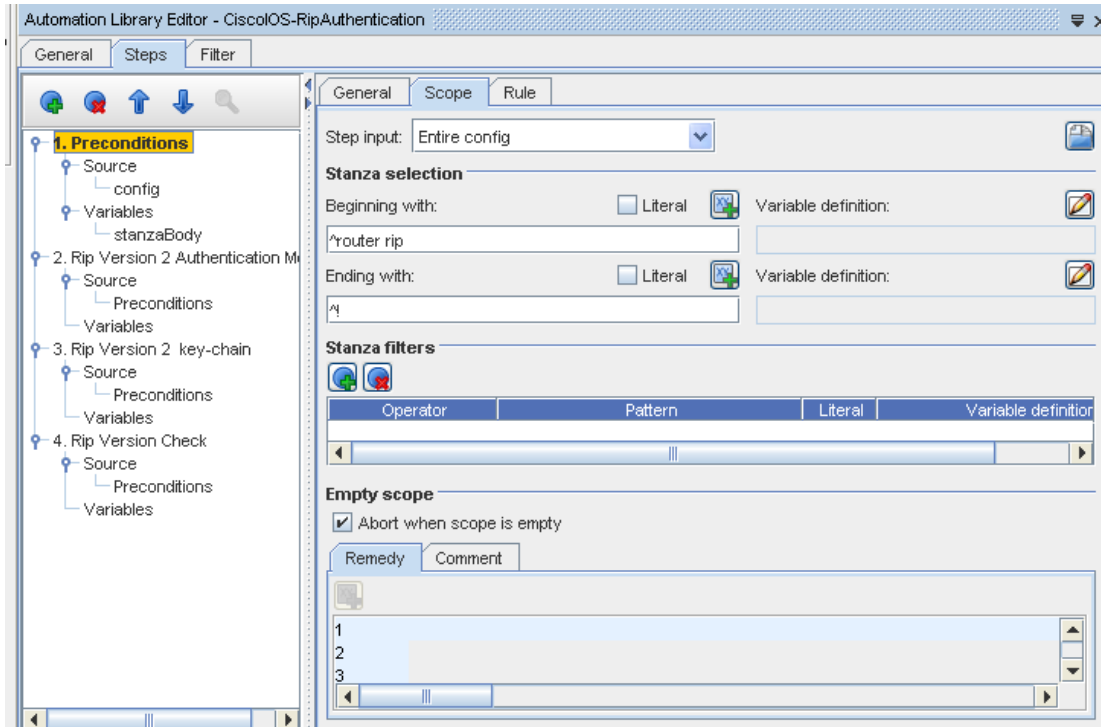 Automation Library Editor - CiscoIOS-RipAuthentication
General Steps Filter
1. Preconditions
Source
config
Variables
stanzaBody
2. Rip Version 2 Authentication M
Source
Preconditions
Variables
3. Rip Version 2 key-chain
Source
Preconditions
Variables
4. Rip Version Check
Source
Preconditions
Variables
General Scope Rule
Step input: Entire config
Stanza selection
Beginning with: Literal Variable definition:
^router rip
Ending with: Literal Variable definition:
^!
Stanza filters
Operator Pattern Literal Variable definition
Empty scope
Abort when scope is empty
Remedy Comment
1
2
3